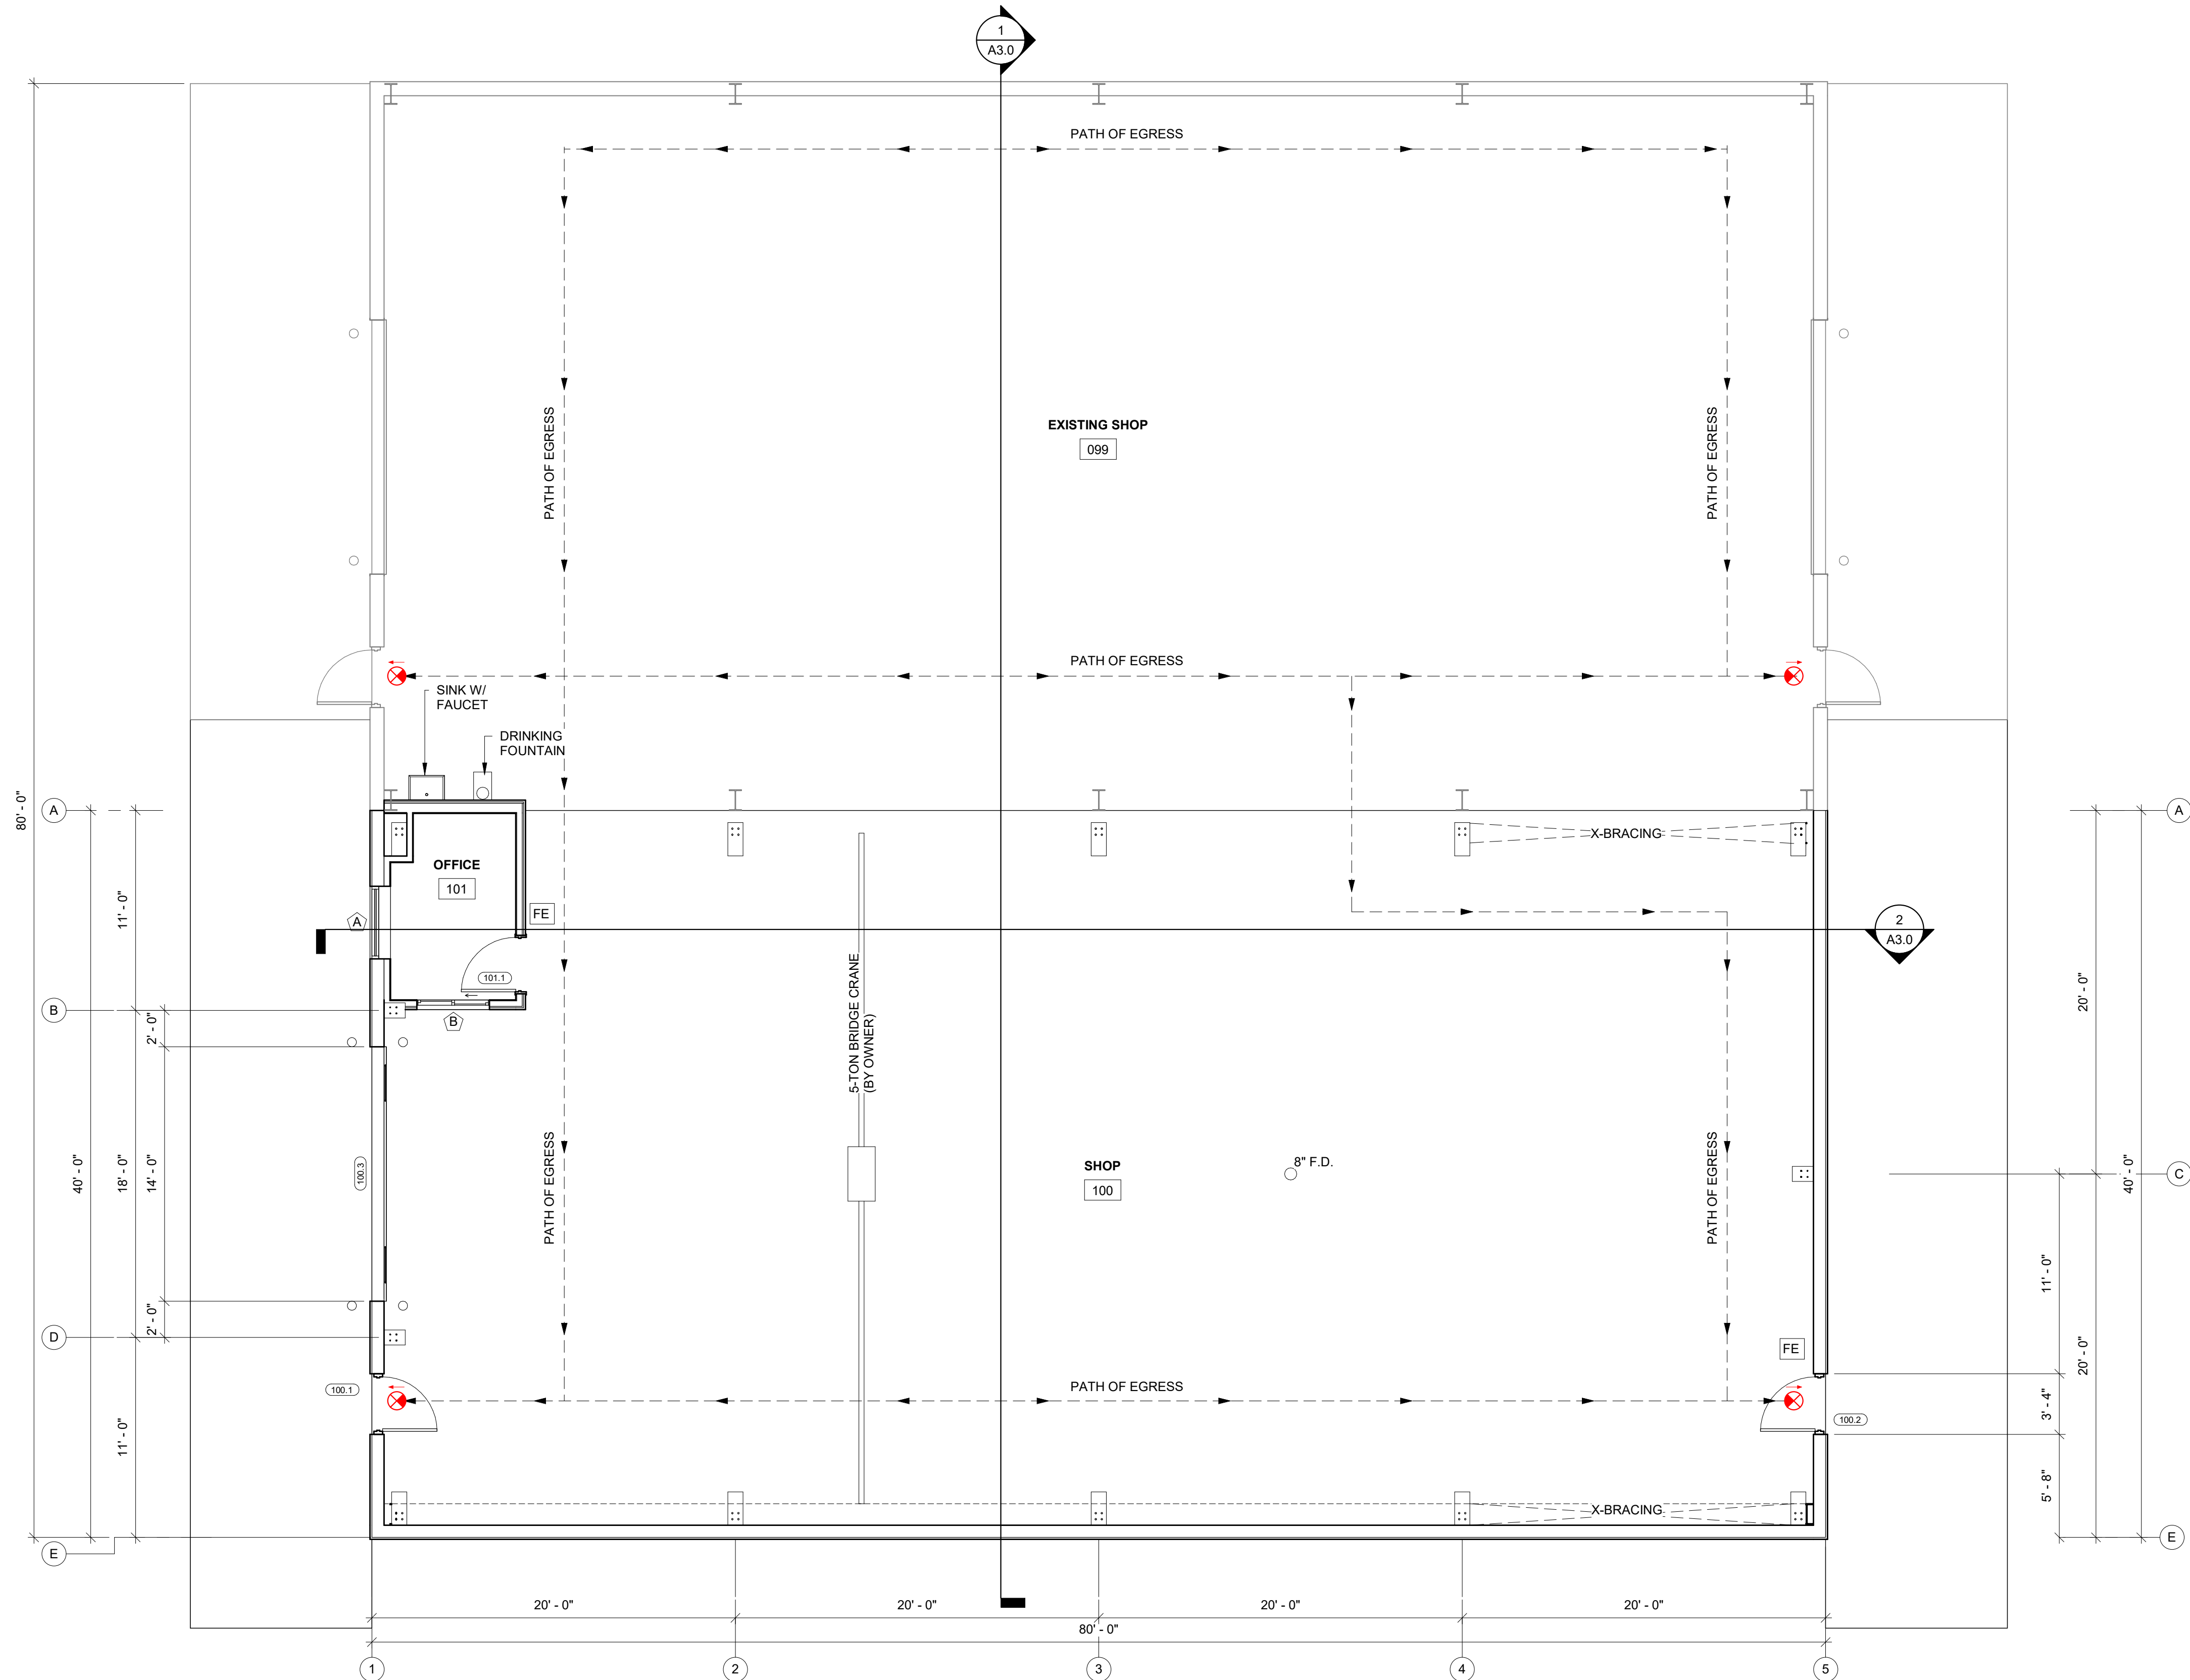 1
A3.0
PATH OF EGRESS
PATH OF EGRESS
PATH OF EGRESS
EXISTING SHOP
099
PATH OF EGRESS
SINK W/
FAUCET
DRINKING
FOUNTAIN
80' - 0"
A
A
X-BRACING
OFFICE
101
FE
A
11' - 0"
2
A3.0
101.1
B
B
2' - 0"
5-TON BRIDGE CRANE
(BY OWNER)
20' - 0"
40' - 0"
18' - 0"
14' - 0"
100.3
PATH OF EGRESS
SHOP
100
8" F.D.
PATH OF EGRESS
C
40' - 0"
11' - 0"
D
2' - 0"
FE
20' - 0"
100.1
PATH OF EGRESS
100.2
3' - 4"
11' - 0"
5' - 8"
X-BRACING
E
E
20' - 0"
20' - 0"
20' - 0"
20' - 0"
80' - 0"
1
2
3
4
5